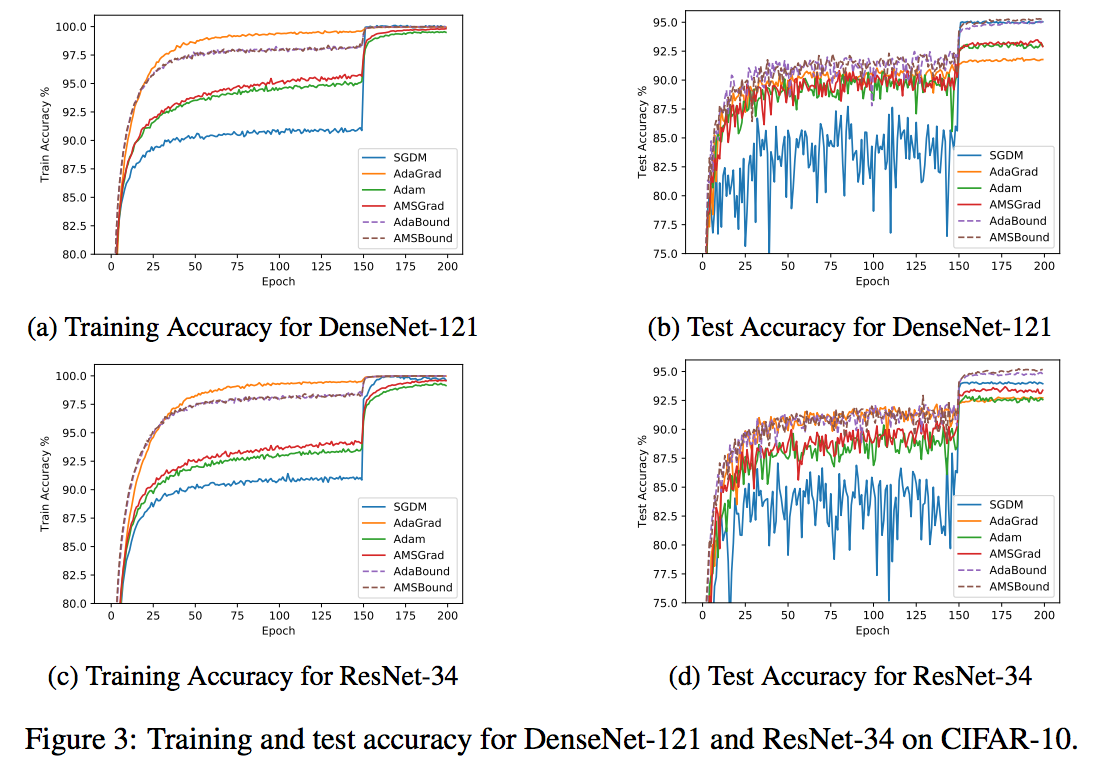 100.0
97.5
95.0
92.5
90.0
87.5
85.0
82.5
80.0
Train Accuracy %
0 25 50 75 100 125 150 175 200
Epoch
SGDM
AdaGrad
Adam
AMSGrad
AdaBound
AMSBound
95.0
92.5
90.0
87.5
85.0
82.5
80.0
77.5
75.0
Test Accuracy %
0 25 50 75 100 125 150 175 200
Epoch
SGDM
AdaGrad
Adam
AMSGrad
AdaBound
AMSBound
(a) Training Accuracy for DenseNet-121
(b) Test Accuracy for DenseNet-121
100.0
97.5
95.0
92.5
90.0
87.5
85.0
82.5
80.0
Train Accuracy %
0 25 50 75 100 125 150 175 200
Epoch
SGDM
AdaGrad
Adam
AMSGrad
AdaBound
AMSBound
95.0
92.5
90.0
87.5
85.0
82.5
80.0
77.5
75.0
Test Accuracy %
0 25 50 75 100 125 150 175 200
Epoch
SGDM
AdaGrad
Adam
AMSGrad
AdaBound
AMSBound
(c) Training Accuracy for ResNet-34
(d) Test Accuracy for ResNet-34
Figure 3: Training and test accuracy for DenseNet-121 and ResNet-34 on CIFAR-10.